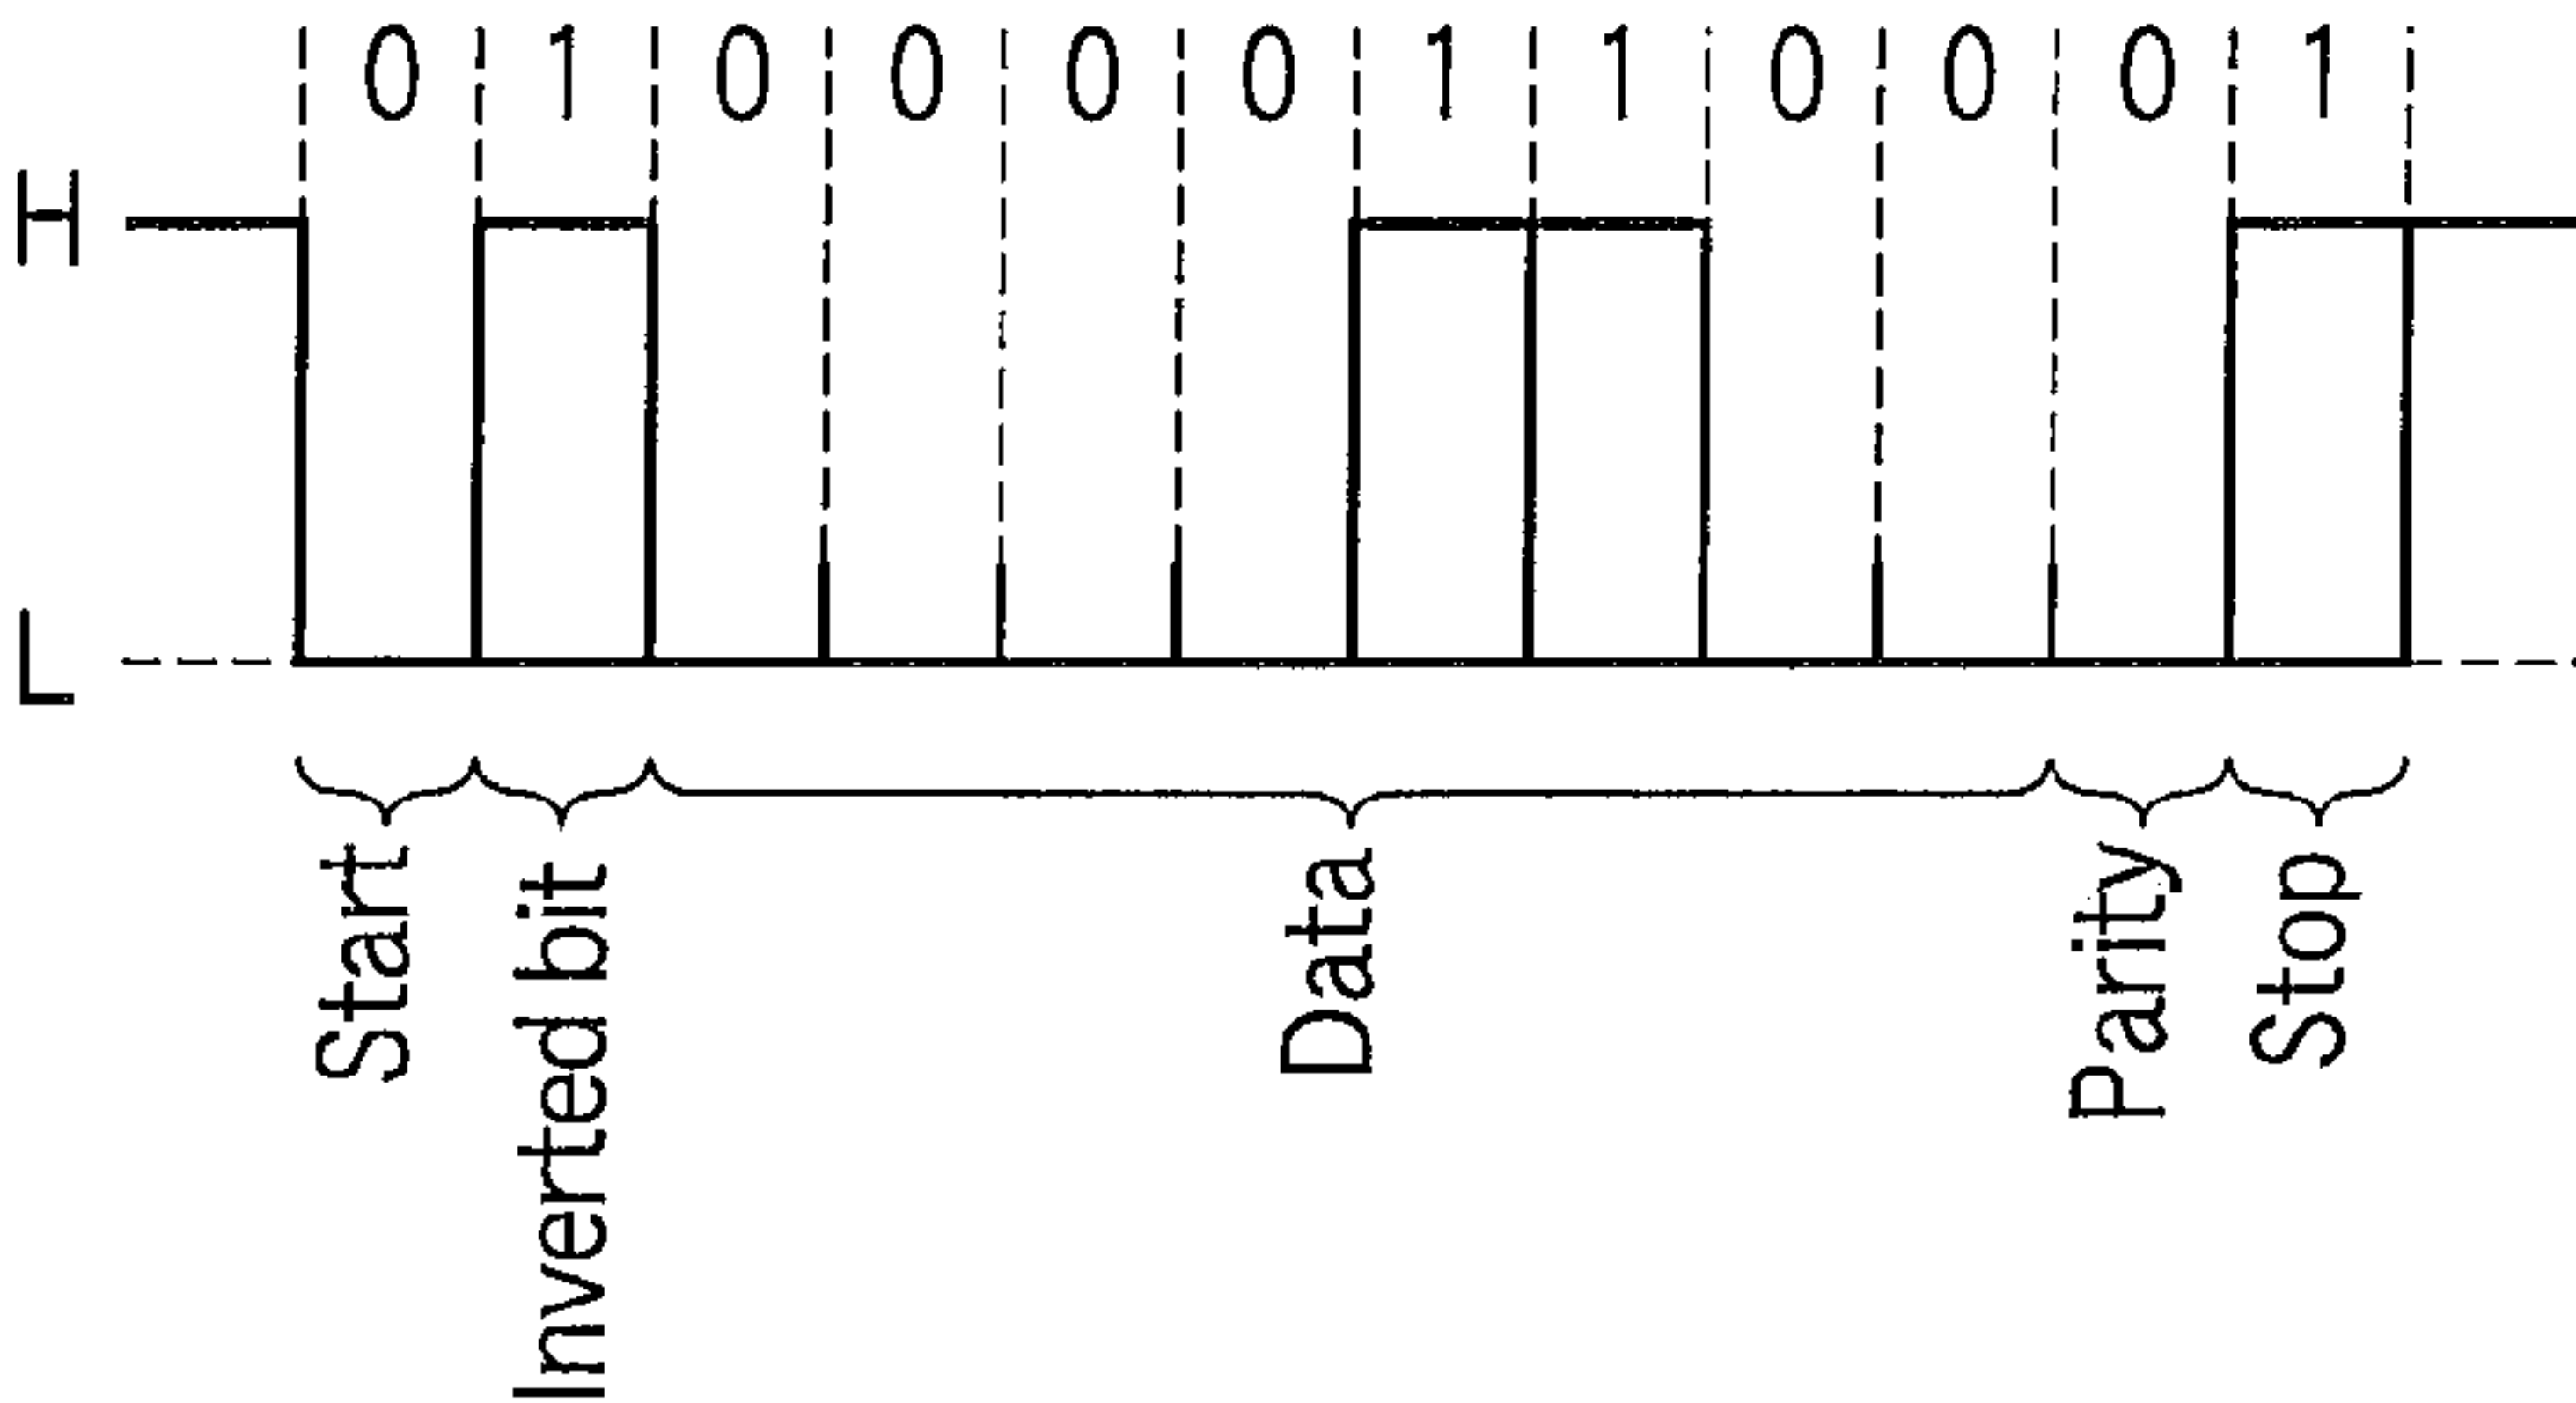 0 1 0 0 0 0 1 1 0 0 0 1
H
L
Start
Inverted bit
Data
Parity
Stop